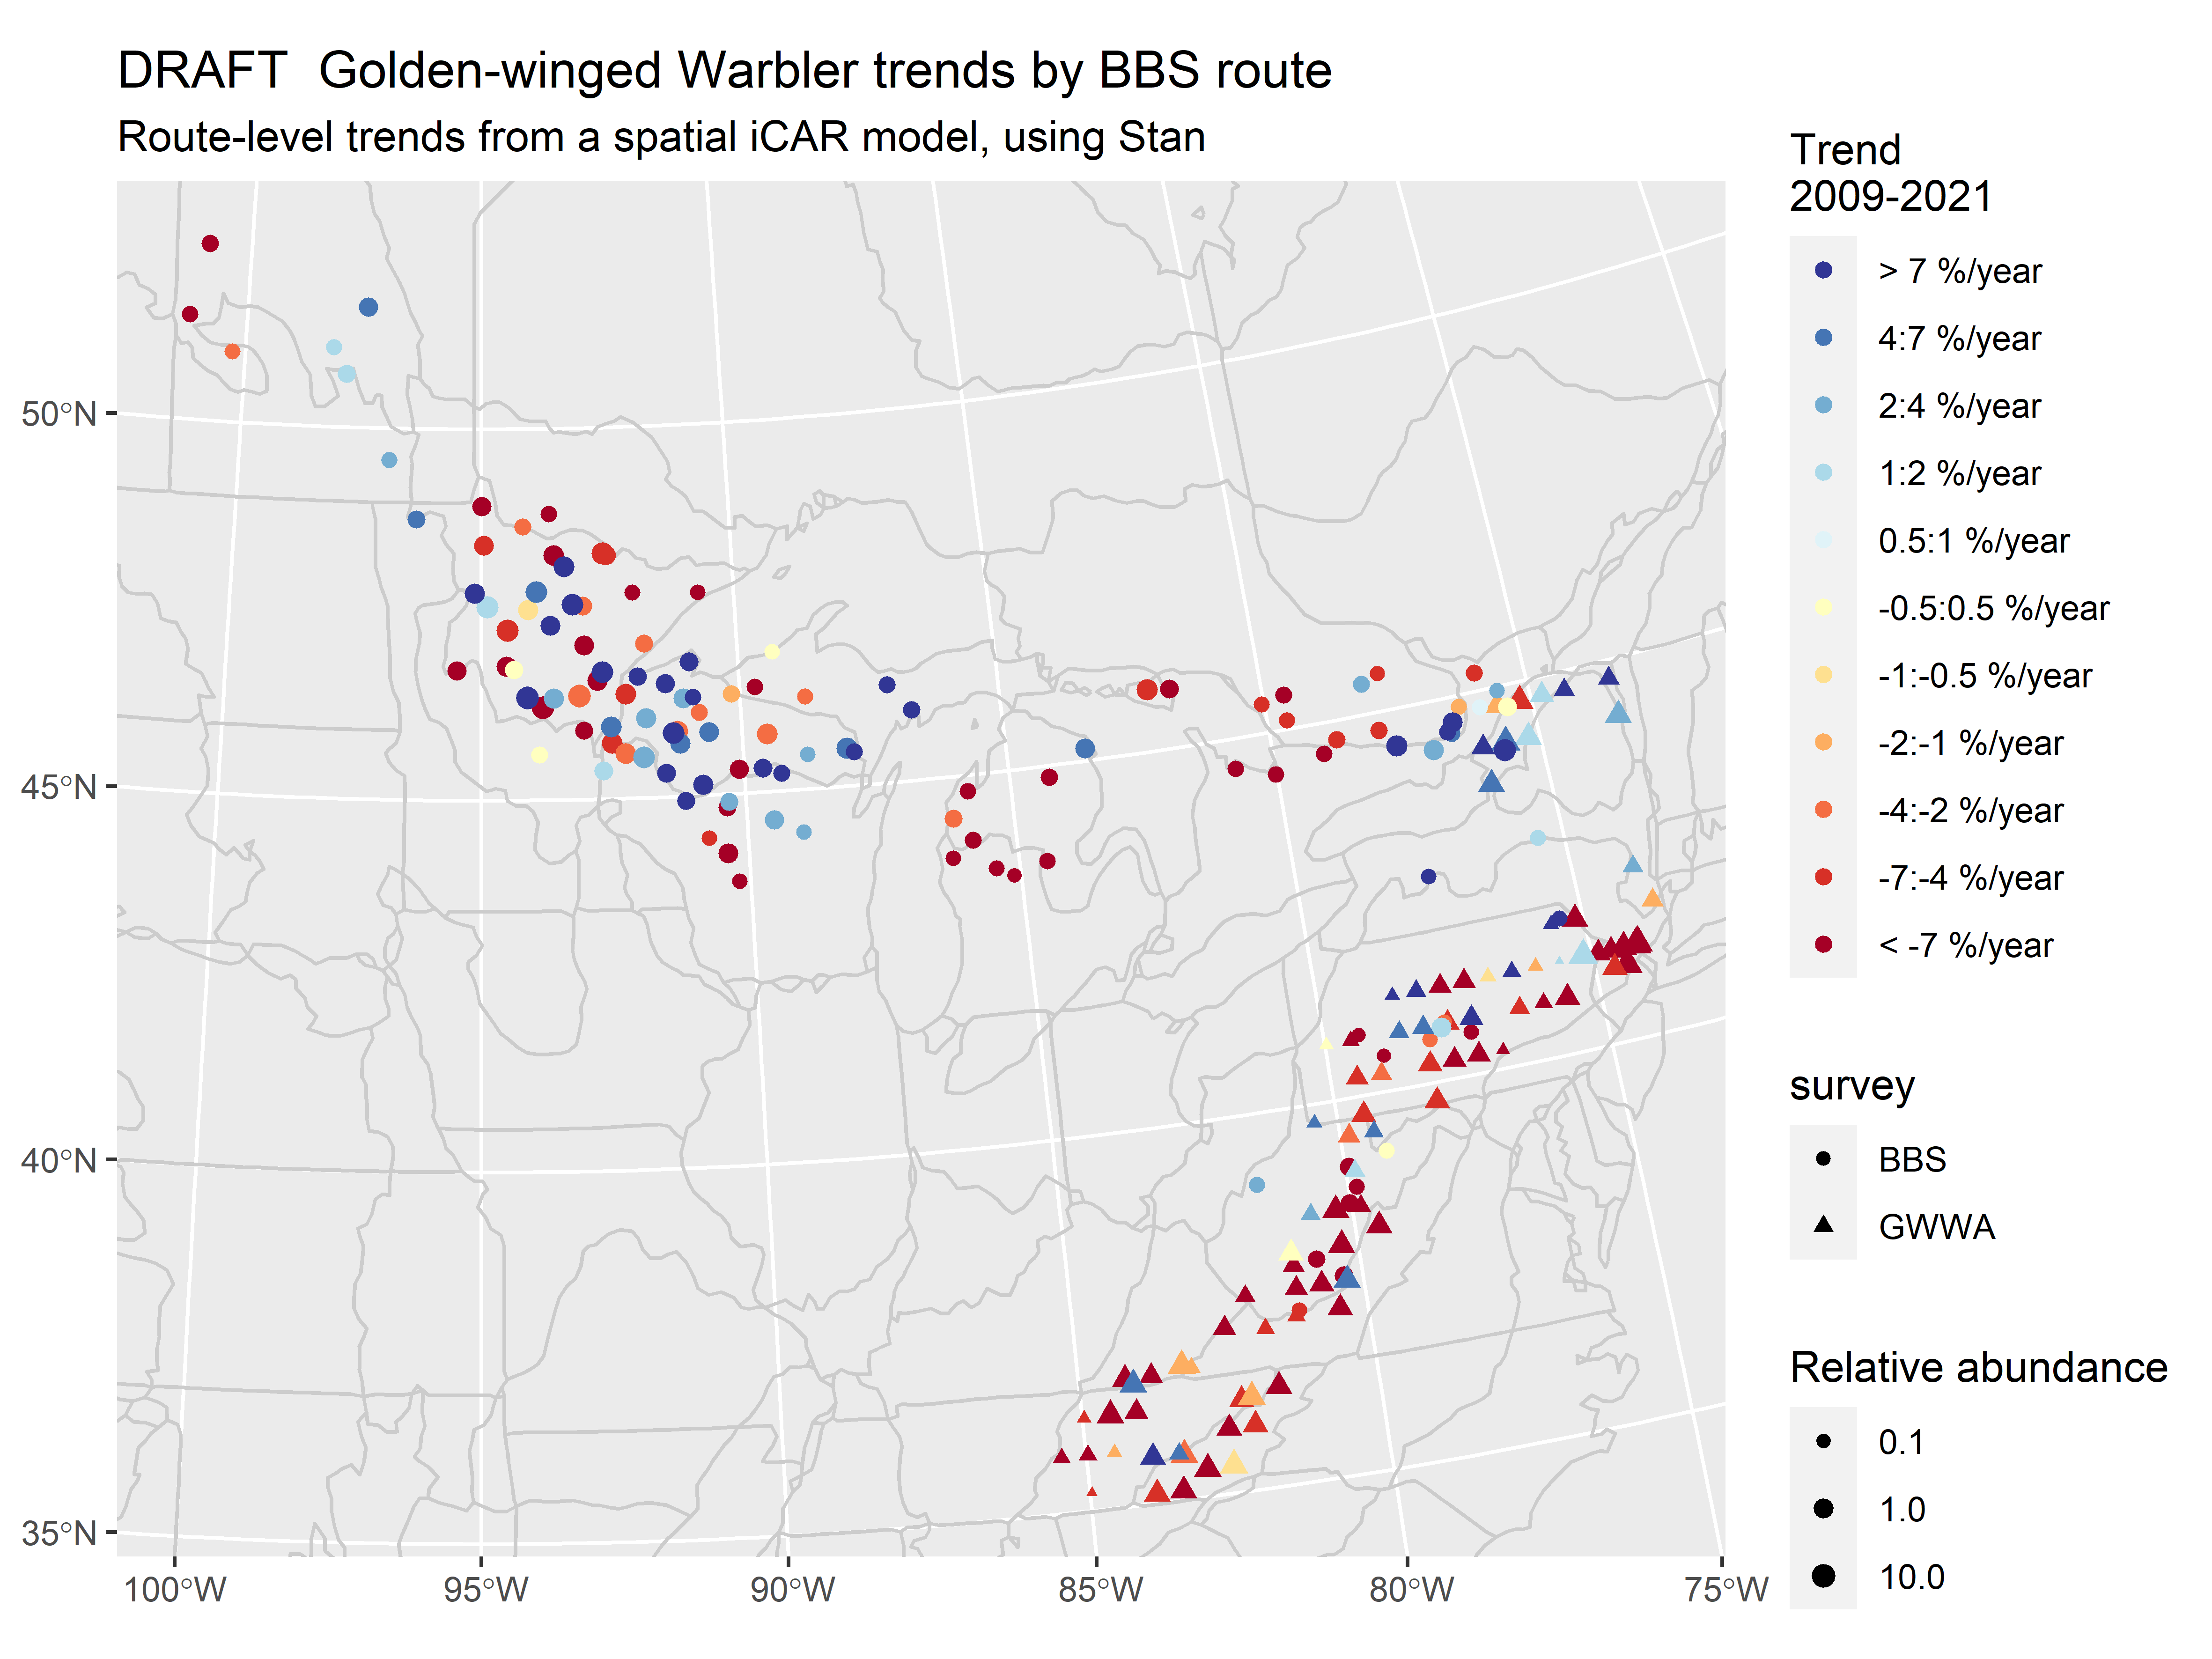 DRAFT  Golden-winged Warbler trends by BBS route
Route-level trends from a spatial iCAR model, using Stan
50°N
45°N
40°N
35°N
100°W
95°W
90°W
85°W
80°W
75°W
Trend
2009-2021
> 7 %/year
4:7 %/year
2:4 %/year
1:2 %/year
0.5:1 %/year
-0.5:0.5 %/year
-1:-0.5 %/year
-2:-1 %/year
-4:-2 %/year
-7:-4 %/year
< -7 %/year
survey
BBS
GWWA
Relative abundance
0.1
1.0
10.0